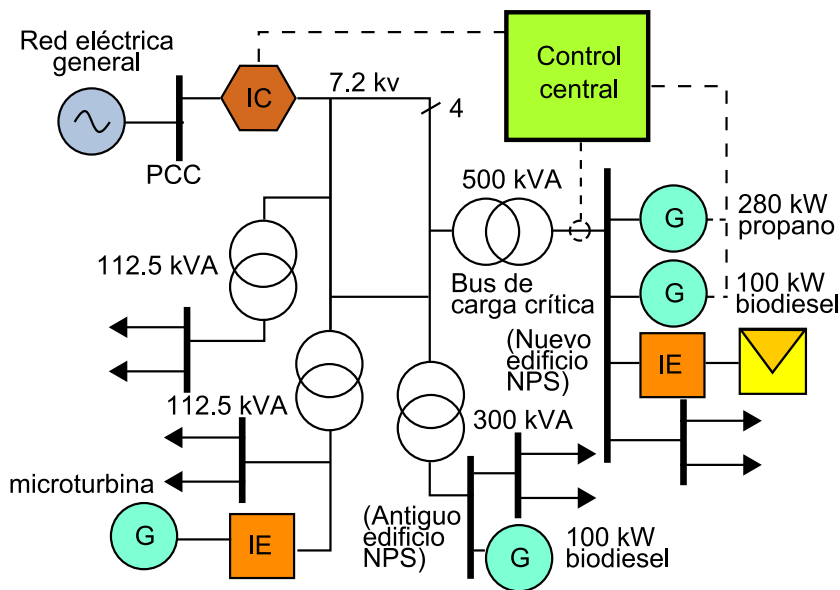 Red eléctrica
general
PCC
IC
7.2 kv
4
Control
central
500 kVA
G
280 kW
propano
112.5 kVA
Bus de
carga crítica
G
100 kW
biodiesel
(Nuevo
edificio
NPS)
IE
112.5 kVA
300 kVA
microturbina
G
IE
(Antiguo
edificio
NPS)
G
100 kW
biodiesel